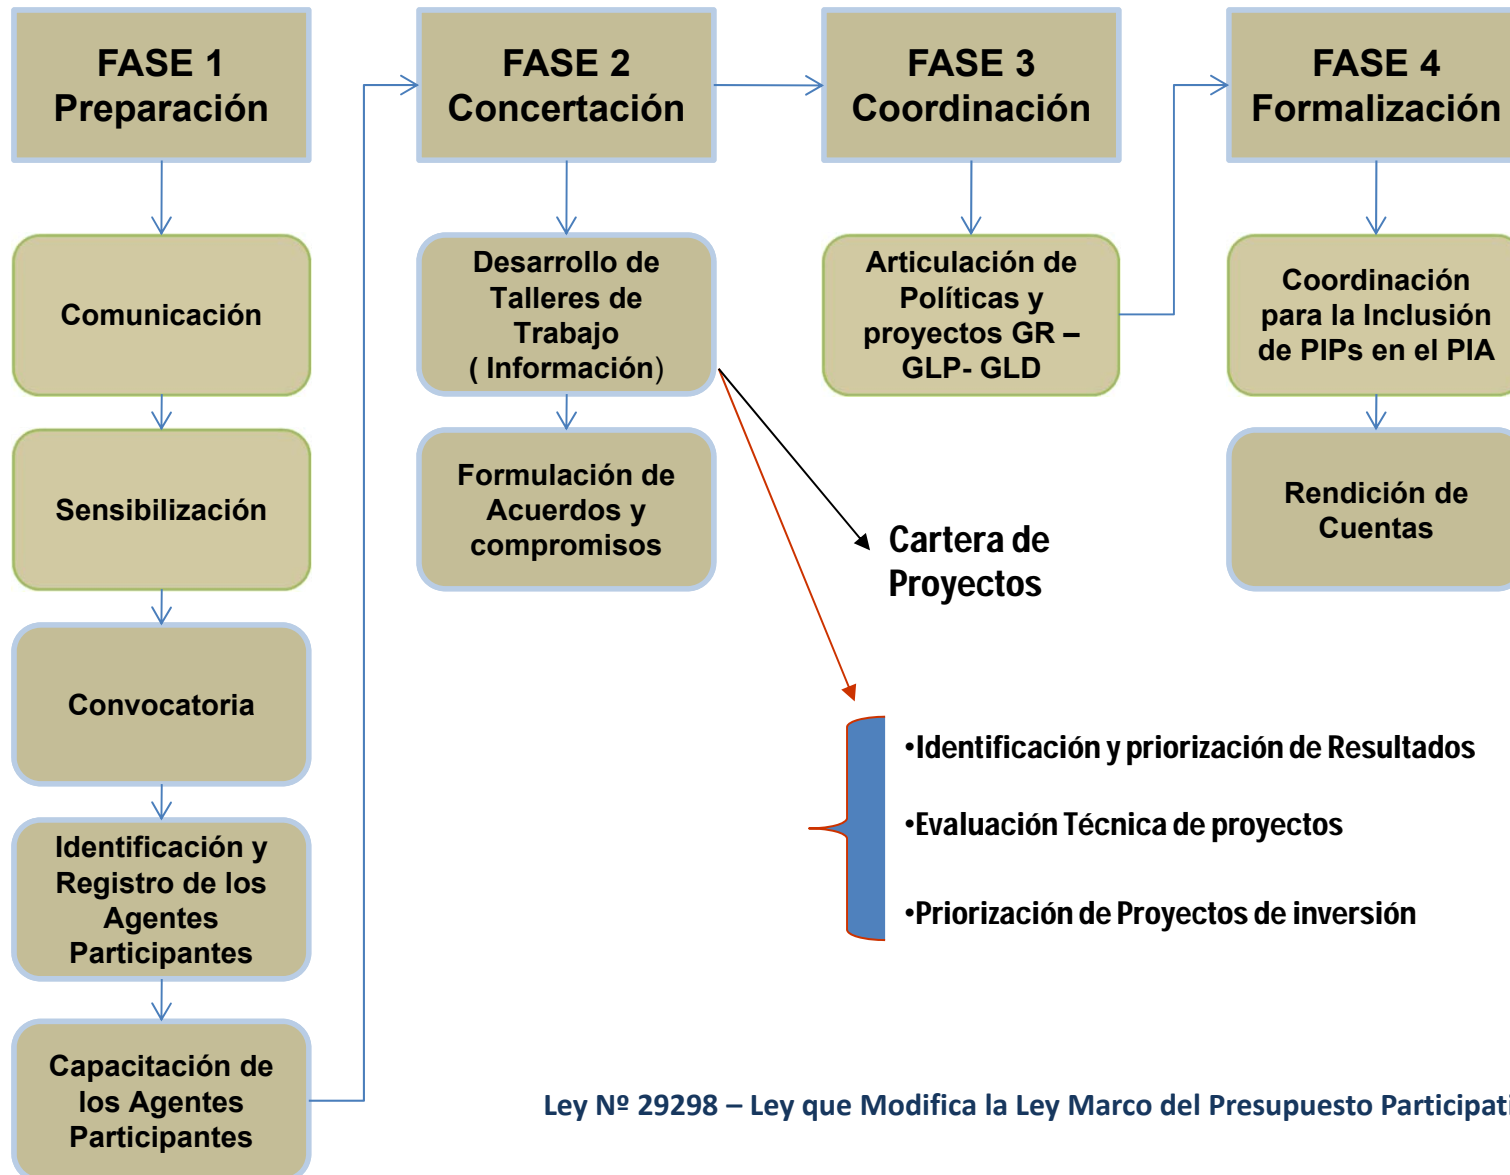 FASE 1
Preparación
Comunicación
Sensibilización
Convocatoria
Identificación y
Registro de los
Agentes
Participantes
Capacitación de
los Agentes
Participantes
FASE 2
Concertación
Desarrollo de
Talleres de
Trabajo
( Información)
Formulación de
Acuerdos y
compromisos
FASE 3
Coordinación
Articulación de
Políticas y
proyectos GR –
GLP- GLD
FASE 4
Formalización
Coordinación
para la Inclusión
de PIPs en el PIA
Rendición de
Cuentas
Cartera de
Proyectos
•Identificación y priorización de Resultados
•Evaluación Técnica de proyectos
•Priorización de Proyectos de inversión
Ley Nº 29298 – Ley que Modifica la Ley Marco del Presupuesto Participati